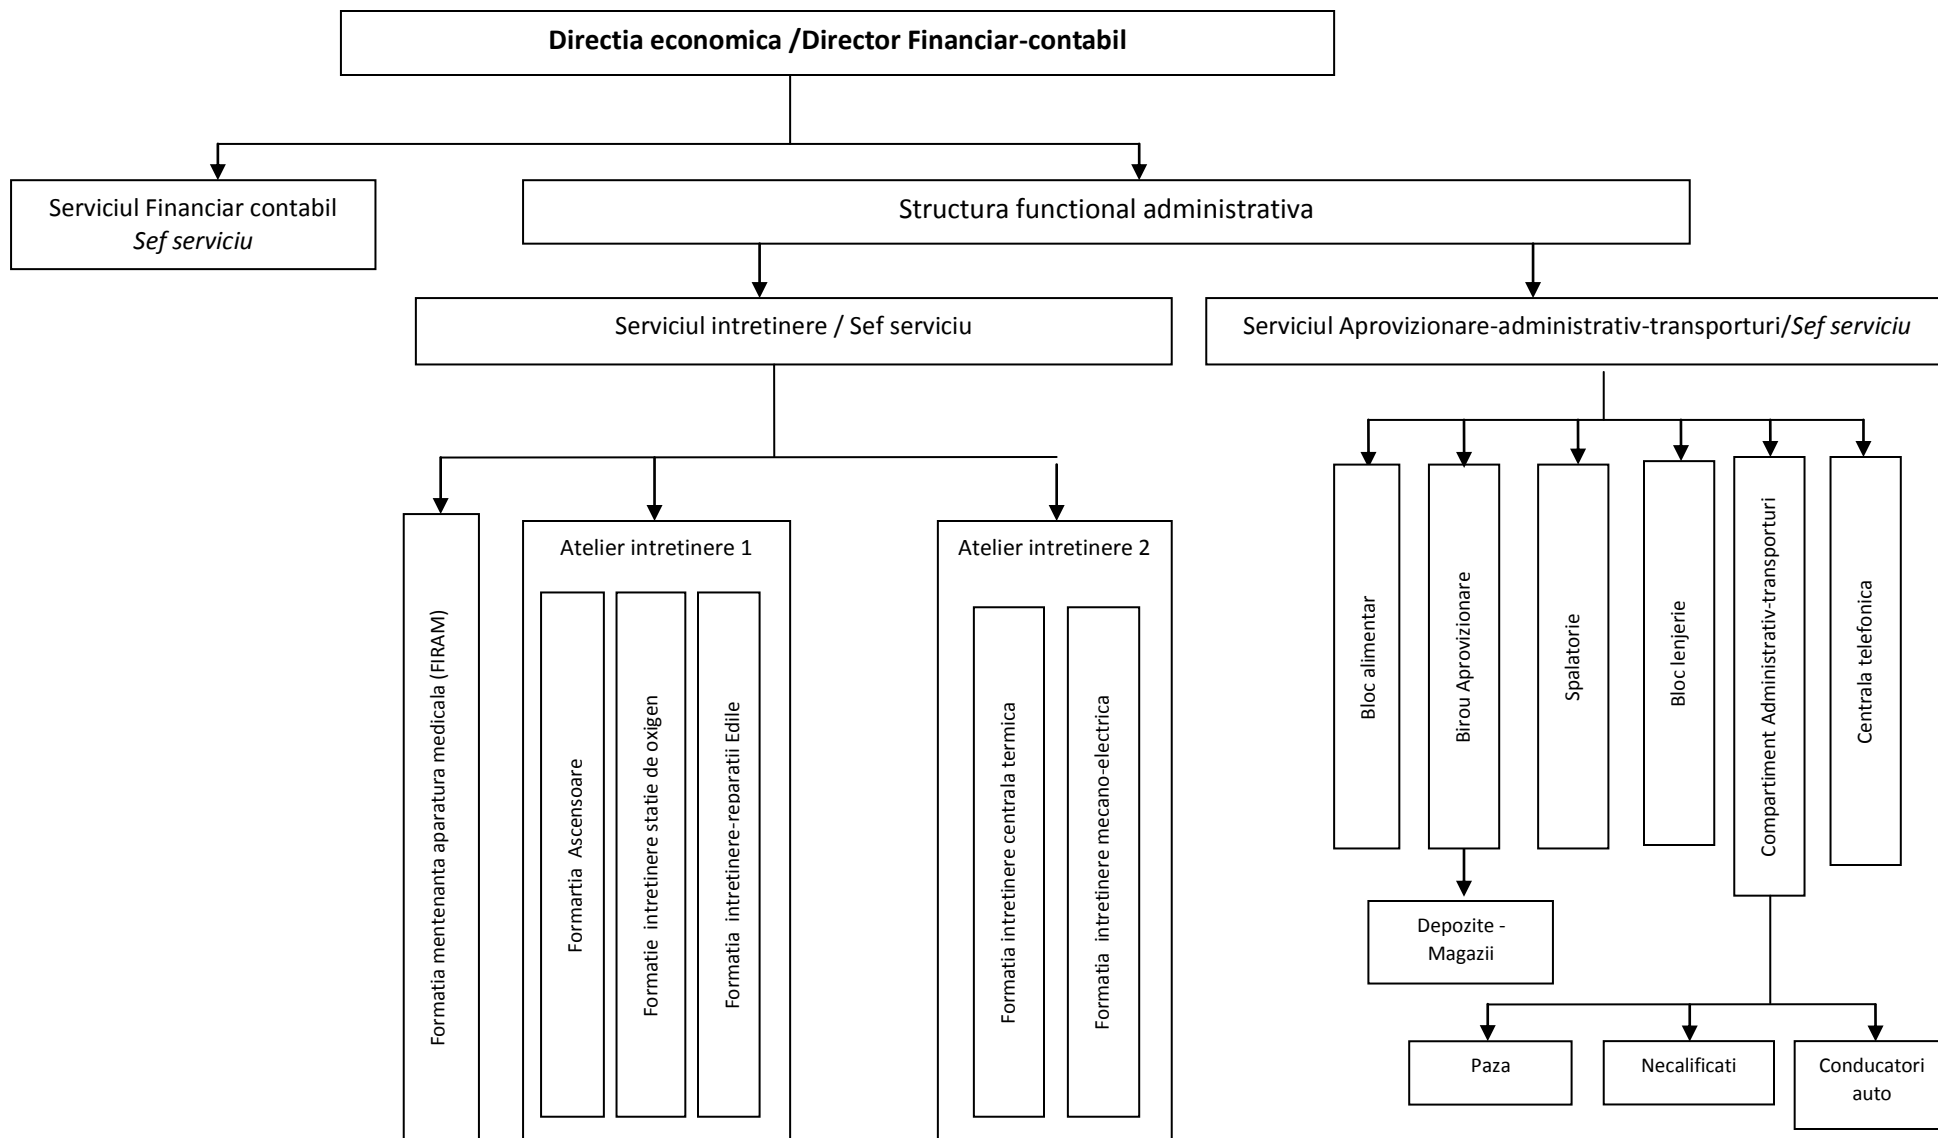 Directia economica /Director Financiar-contabil
Serviciul Financiar contabil
Sef serviciu
Structura functional administrativa
Serviciul intretinere / Sef serviciu
Serviciul Aprovizionare-administrativ-transporturi/Sef serviciu
Formatia mentenanta aparatura medicala (FIRAM)
Atelier intretinere 1
Formartia Ascensoare
Formatie intretinere statie de oxigen
Formatia intretinere-reparatii Edile
Atelier intretinere 2
Formatia intretinere centrala termica
Formatia intretinere mecano-electrica
Bloc alimentar
Birou Aprovizionare
Spalatorie
Bloc lenjerie
Compartiment Administrativ-transporturi
Centrala telefonica
Depozite -
Magazii
Paza
Necalificati
Conducatori
auto